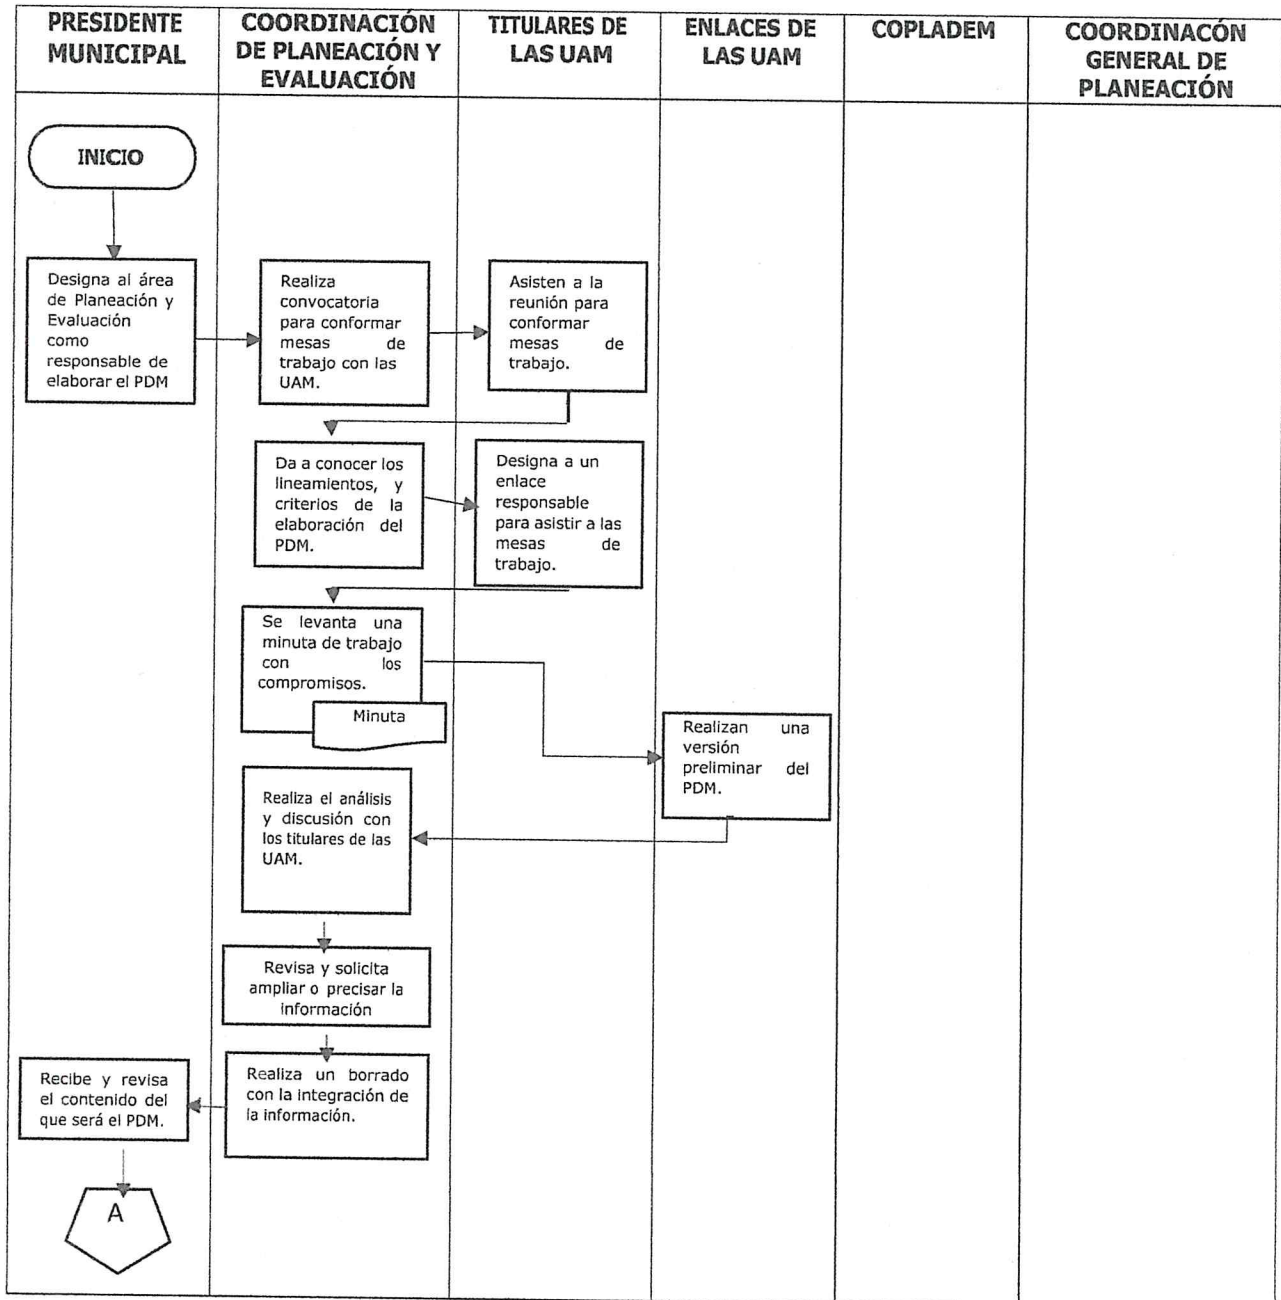 PRESIDENTE
MUNICIPAL
COORDINACIÓN
DE PLANEACIÓN Y
EVALUACIÓN
TITULARES DE
LAS UAM
ENLACES DE
LAS UAM
COPLADEM
COORDINACÓN
GENERAL DE
PLANEACIÓN
INICIO
Designa al área
de Planeación y
Evaluación
como
responsable de
elaborar el PDM
Realiza
convocatoria
para conformar
mesas de
trabajo con las
UAM.
Asisten a la
reunión para
conformar
mesas de
trabajo.
Da a conocer los
lineamientos, y
criterios de la
elaboración del
PDM.
Designa a un
enlace
responsable
para asistir a las
mesas de
trabajo.
Se levanta una
minuta de trabajo
con los
compromisos.
Minuta
Realizan una
versión
preliminar del
PDM.
Realiza el análisis
y discusión con
los titulares de las
UAM.
Revisa y solicita
ampliar o precisar la
información
Realiza un borrado
con la integración de
la información.
Recibe y revisa
el contenido del
que será el PDM.
A